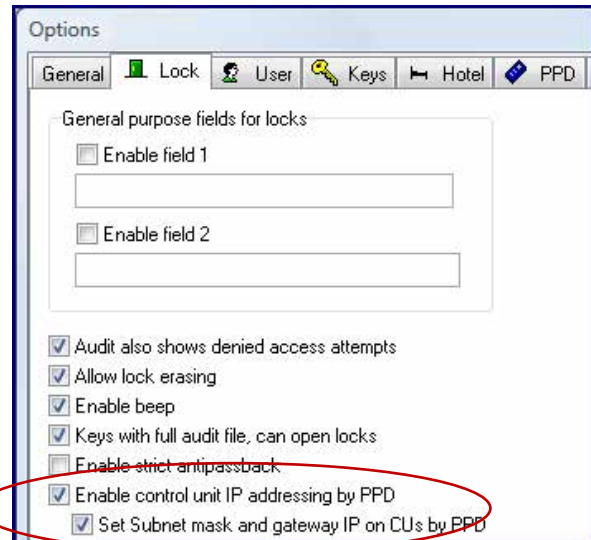 Options
General Lock User Keys Hotel PPD
General purpose fields for locks
Enable field 1
Enable field 2
Audit also shows denied access attempts
Allow lock erasing
Enable beep
Keys with full audit file, can open locks
Enable strict antipassback
Enable control unit IP addressing by PPD
Set Subnet mask and gateway IP on CUs by PPD